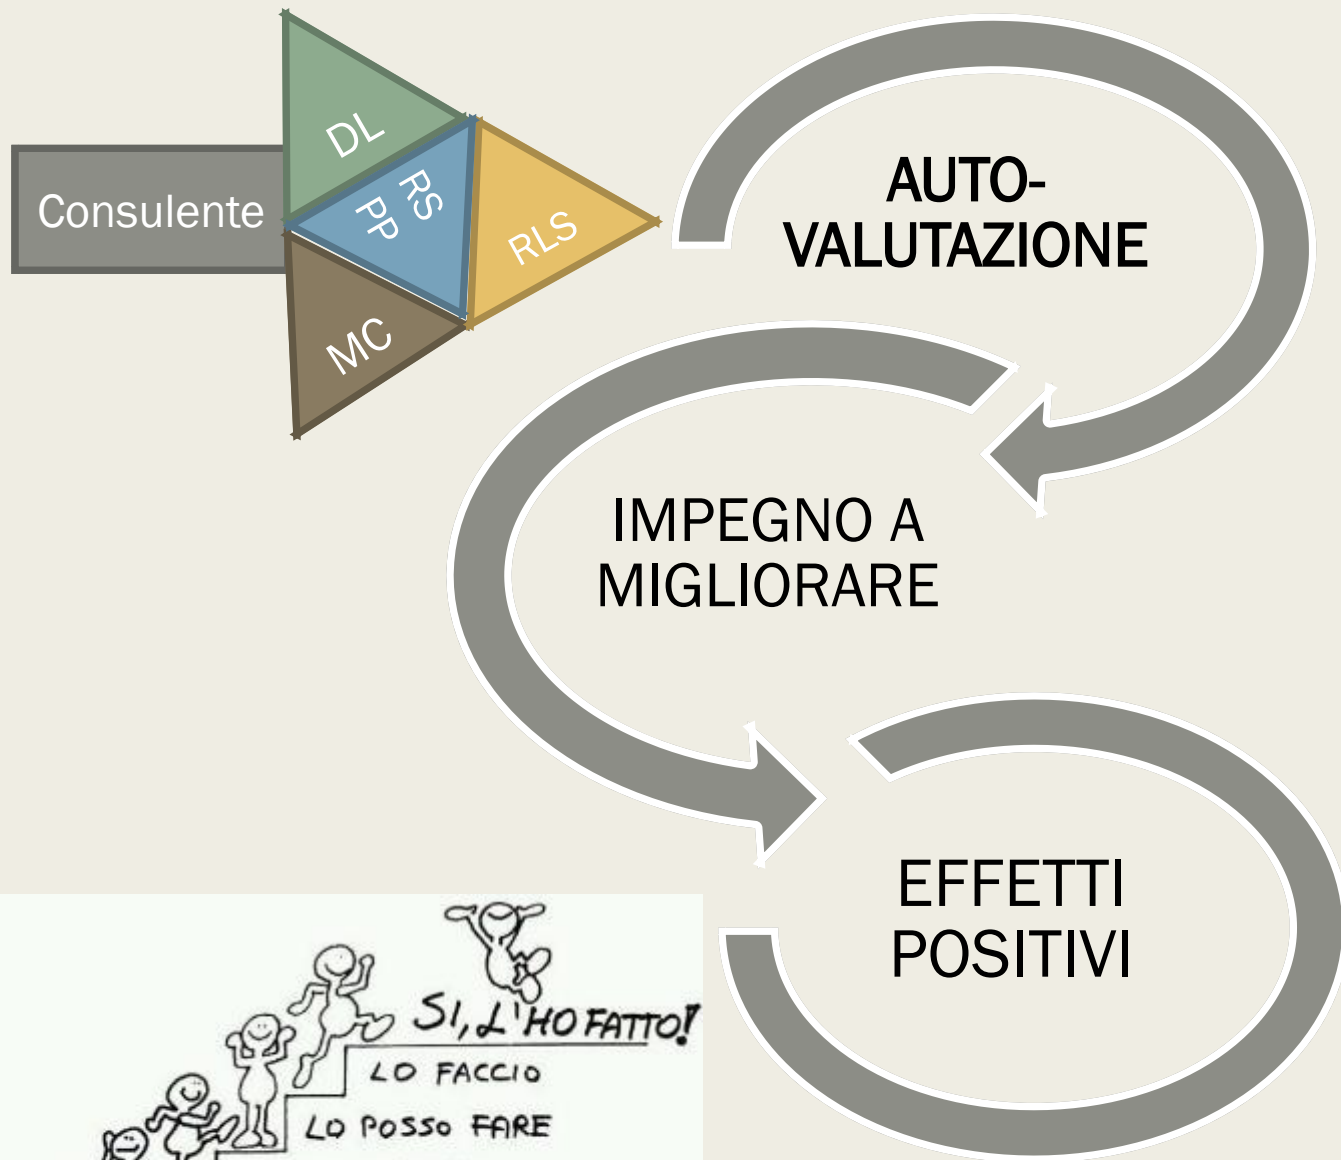 DL
Consulente
RS
PP
RLS
MC
AUTO-
VALUTAZIONE
IMPEGNO A
MIGLIORARE
EFFETTI
POSITIVI
SI, L'HO FATTO!
LO FACCIO
LO POSSO FARE